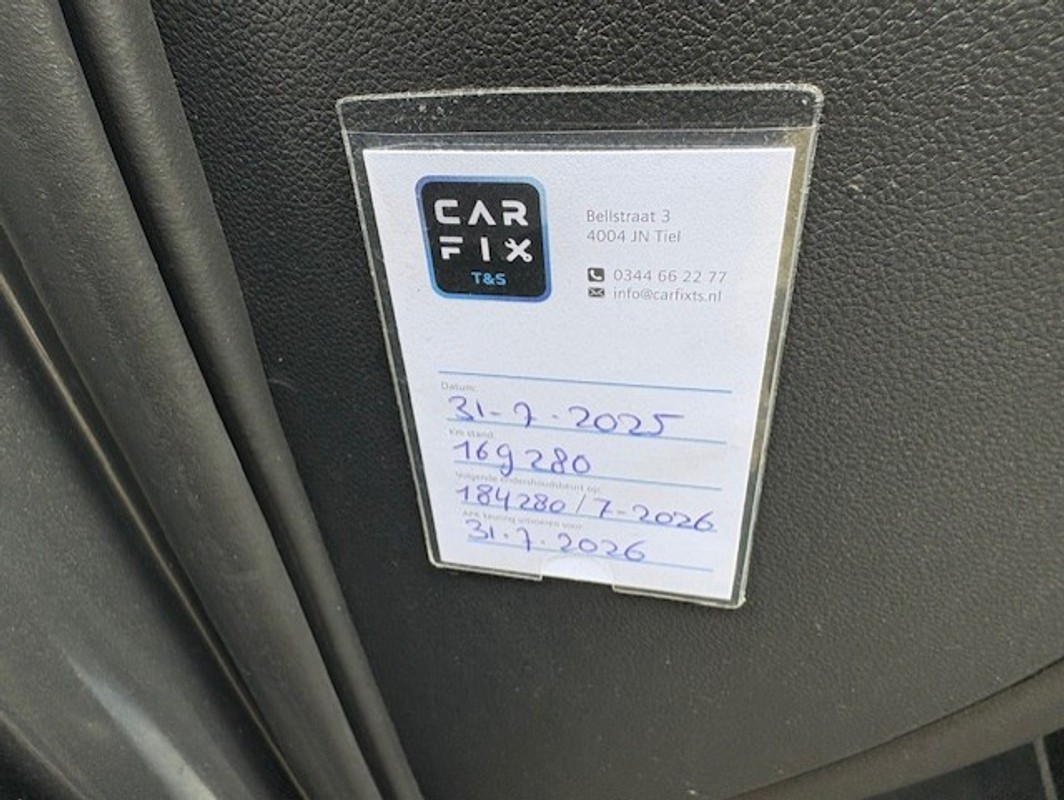 CAR
FIX
T&S
Bellstraat 3
4004 JN Tiel
0344 66 22 77
info@carfixts.nl
Datum:
31-7-2025
Km stand:
169280
Volgende onderhoudsbeurt op:
184280/7-2026
APK keuring uitvoeren voor:
31.7.2026